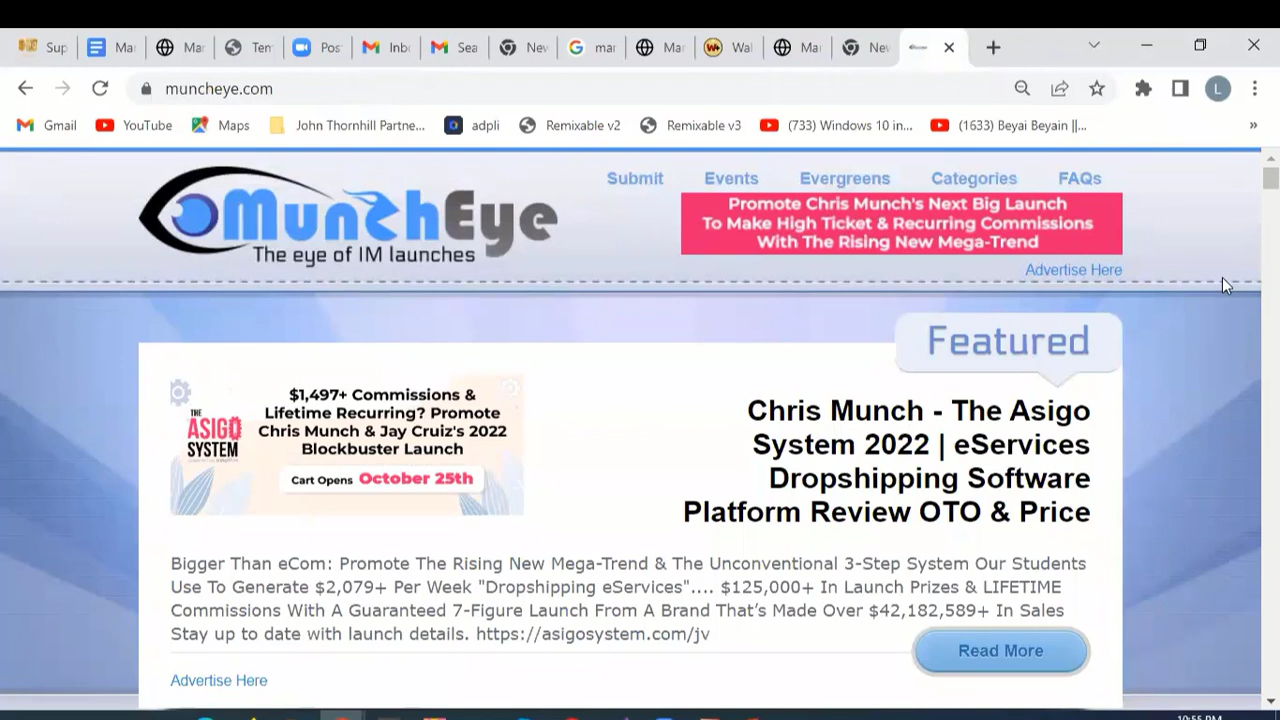 Sup
Ma
Ma
Ten
Pos
Inb
Sea
Nev
mar
Ma
Wal
Ma
Nev
muncheye.com
L
Gmail
YouTube
Maps
John Thornhill Partne...
adpli
Remixable v2
Remixable v3
(733) Windows 10 in...
(1633) Beyai Beyain ||...
»
MunchEye
The eye of IM launches
Submit
Events
Evergreens
Categories
FAQs
Promote Chris Munch's Next Big Launch
To Make High Ticket & Recurring Commissions
With The Rising New Mega-Trend
Advertise Here
Featured
THE
ASIGO
SYSTEM
$1,497+ Commissions &
Lifetime Recurring? Promote
Chris Munch & Jay Cruiz's 2022
Blockbuster Launch
Cart Opens October 25th
Chris Munch - The Asigo
System 2022 | eServices
Dropshipping Software
Platform Review OTO & Price
Bigger Than eCom: Promote The Rising New Mega-Trend & The Unconventional 3-Step System Our Students
Use To Generate $2,079+ Per Week "Dropshipping eServices".... $125,000+ In Launch Prizes & LIFETIME
Commissions With A Guaranteed 7-Figure Launch From A Brand That’s Made Over $42,182,589+ In Sales
Stay up to date with launch details. https://asigosystem.com/jv
Read More
Advertise Here
10:55 PM